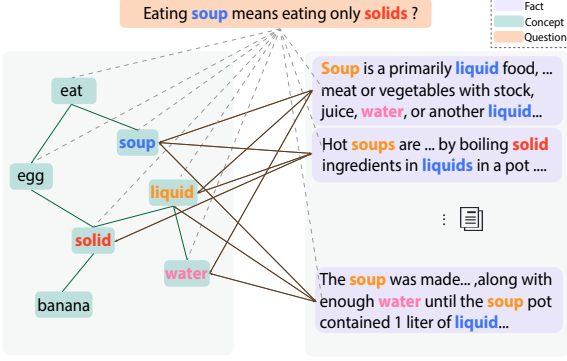 Eating soup means eating only solids ?
Fact
Concept
Question
eat
soup
egg
liquid
solid
water
banana
Soup is a primarily liquid food, ...
meat or vegetables with stock,
juice, water, or another liquid...
Hot soups are ... by boiling solid
ingredients in liquids in a pot ....
The soup was made... ,along with
enough water until the soup pot
contained 1 liter of liquid...